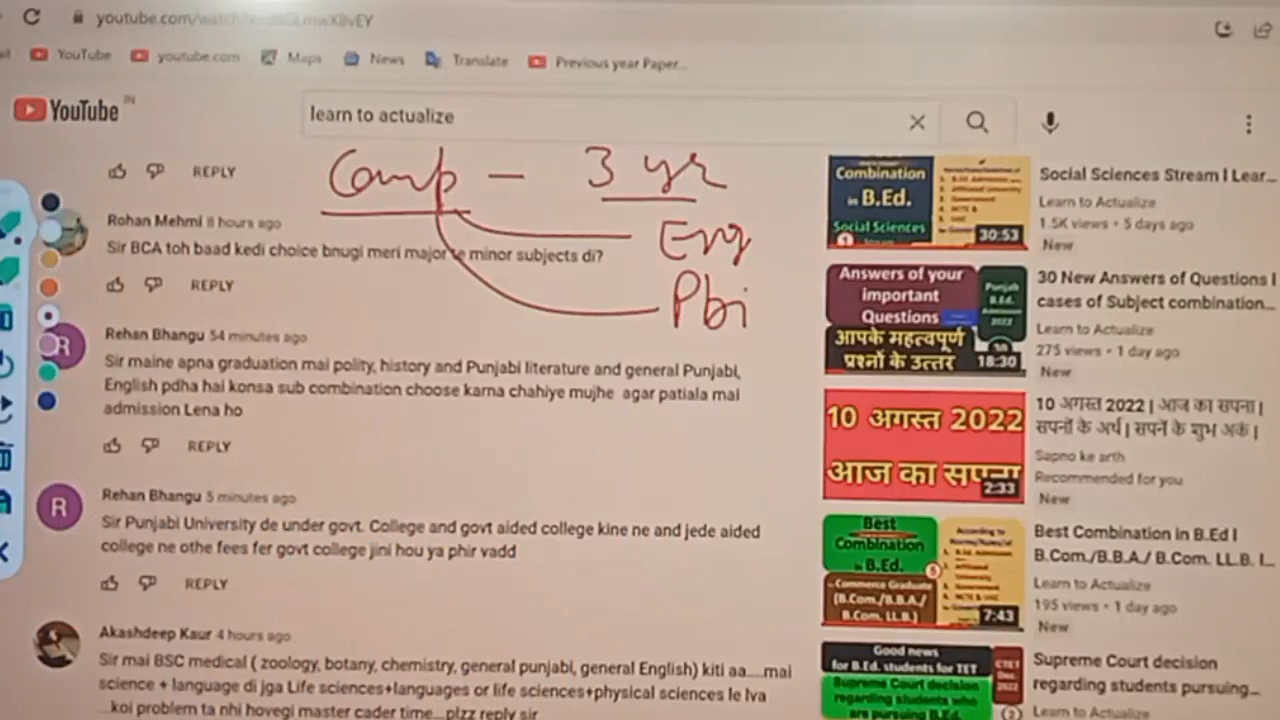 youtube.com/
YouTube
youtube.com
Maps
News
Translate
Previous year Paper...
YouTube IN
learn to actualize
REPLY
Comp - 3 yr
Eng
Pbi
Rohan Mehmi 8 hours ago
Sir BCA toh baad kedi choice bnugi meri major te minor subjects di?
REPLY
R
Rehan Bhangu 54 minutes ago
Sir maine apna graduation mai polity, history and Punjabi literature and general Punjabi,
English pdha hai konsa sub combination choose karna chahiye mujhe agar patiala mai
admission Lena ho
REPLY
R
Rehan Bhangu 5 minutes ago
Sir Punjabi University de under govt. College and govt aided college kine ne and jede aided
college ne othe fees fer govt college jini hou ya phir vadd
REPLY
Akashdeep Kaur 4 hours ago
Sir mai BSC medical ( zoology, botany, chemistry, general punjabi, general English) kiti aa.....mai
science + language di jga Life sciences+languages or life sciences+physical sciences le lva
...koi problem ta nhi hovegi master cader time...plzz reply sir
Combination
in B.Ed.
Social Sciences
30:53
Social Sciences Stream l Lear...
Learn to Actualize
1.5K views • 5 days ago
New
Answers of your
important
Questions
आपके महत्वपूर्ण
प्रश्नों के उत्तर
Punjab
B.Ed.
2022
18:30
30 New Answers of Questions l
cases of Subject combination...
Learn to Actualize
275 views • 1 day ago
New
10 अगस्त 2022
आज का सपना
2:33
10 अगस्त 2022 | आज का सपना |
सपनों के अर्थ | सपनें के शुभ अंक |
Sapno ke arth
Recommended for you
New
Best
Combination
in B.Ed.
5
Commerce Graduate
(B.Com./B.B.A./
B.Com. LL.B.)
7:43
Best Combination in B.Ed l
B.Com./B.B.A./ B.Com. LL.B. l...
Learn to Actualize
195 views • 1 day ago
New
Good news
for B.Ed. students for TET
Supreme Court decision
regarding students
who are pursuing B.Ed.
CTET
Dec.
2022
Supreme Court decision
regarding students pursuing...
Learn to Actualize